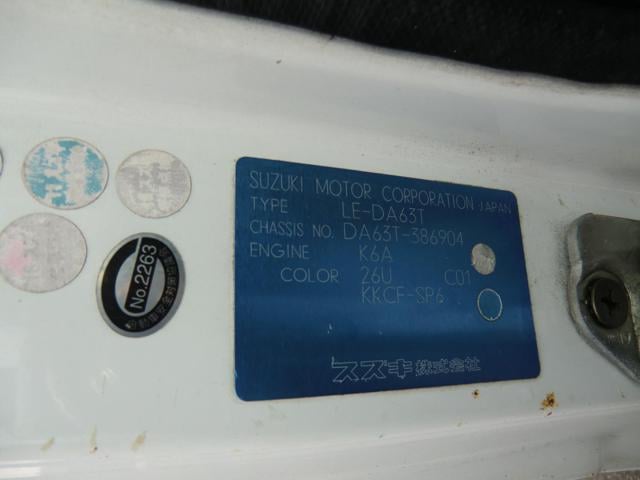 SUZUKI MOTOR CORPORATION JAPAN
TYPE LE-DA63T
CHASSIS NO. DA63T-386904
ENGINE K6A
COLOR 26U C01
KKCF-SP6
スズキ株式会社
No.2263